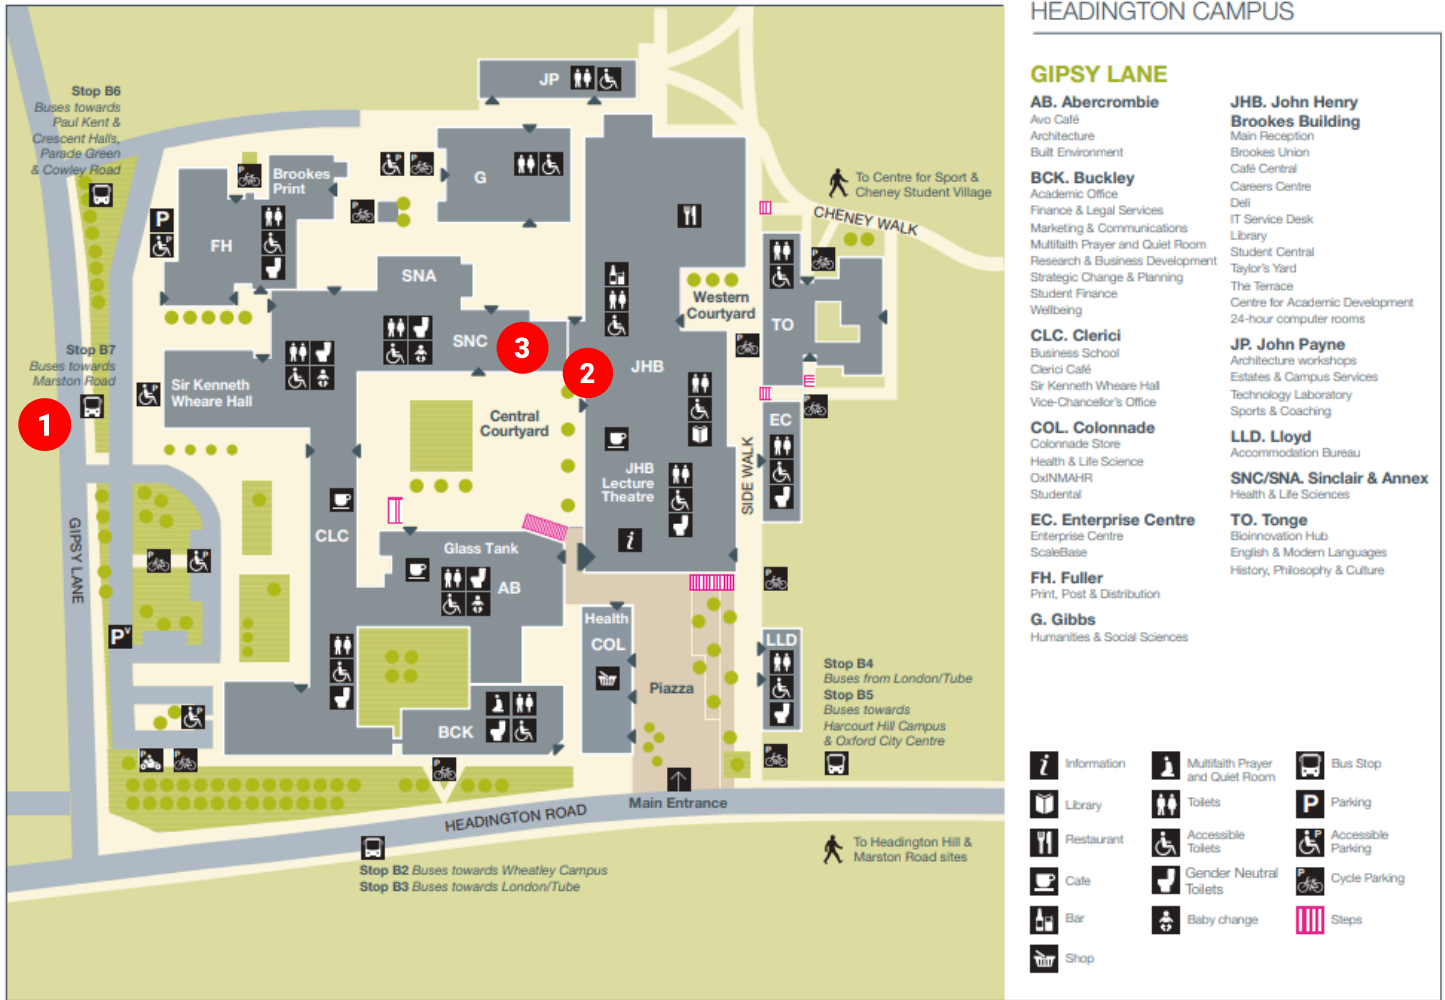 HEADINGTON CAMPUS
Stop B6
Buses towards
Paul Kent &
Crescent Halls,
Parade Green
& Cowley Road
JP
Brookes
Print
G
FH
To Centre for Sport &
Cheney Student Village
CHENEY WALK
SNA
Western
Courtyard
TO
SNC
3
2
JHB
Stop B7
Buses towards
Marston Road
1
Sir Kenneth
Wheare Hall
Central
Courtyard
EC
SIDE WALK
JHB
Lecture
Theatre
GIPSY LANE
CLC
Glass Tank
AB
Health
COL
LLD
Piazza
BCK
Stop B4
Buses from London/Tube
Stop B5
Buses towards
Harcourt Hill Campus
& Oxford City Centre
Main Entrance
HEADINGTON ROAD
To Headington Hill &
Marston Road sites
Stop B2 Buses towards Wheatley Campus
Stop B3 Buses towards London/Tube
GIPSY LANE
AB. Abercrombie
Avo Café
Architecture
Built Environment
BCK. Buckley
Academic Office
Finance & Legal Services
Marketing & Communications
Multifaith Prayer and Quiet Room
Research & Business Development
Strategic Change & Planning
Student Finance
Wellbeing
CLC. Clerici
Business School
Clerici Café
Sir Kenneth Wheare Hall
Vice-Chancellor's Office
COL. Colonnade
Colonnade Store
Health & Life Science
OxINMAHR
Studental
EC. Enterprise Centre
Enterprise Centre
ScaleBase
FH. Fuller
Print, Post & Distribution
G. Gibbs
Humanities & Social Sciences
JHB. John Henry
Brookes Building
Main Reception
Brookes Union
Café Central
Careers Centre
Deli
IT Service Desk
Library
Student Central
Taylor's Yard
The Terrace
Centre for Academic Development
24-hour computer rooms
JP. John Payne
Architecture workshops
Estates & Campus Services
Technology Laboratory
Sports & Coaching
LLD. Lloyd
Accommodation Bureau
SNC/SNA. Sinclair & Annex
Health & Life Sciences
TO. Tonge
Bioinnovation Hub
English & Modern Languages
History, Philosophy & Culture
Information
Library
Restaurant
Cafe
Bar
Shop
Multifaith Prayer
and Quiet Room
Toilets
Accessible
Toilets
Gender Neutral
Toilets
Baby change
Bus Stop
P Parking
P Accessible
Parking
P Cycle Parking
Steps